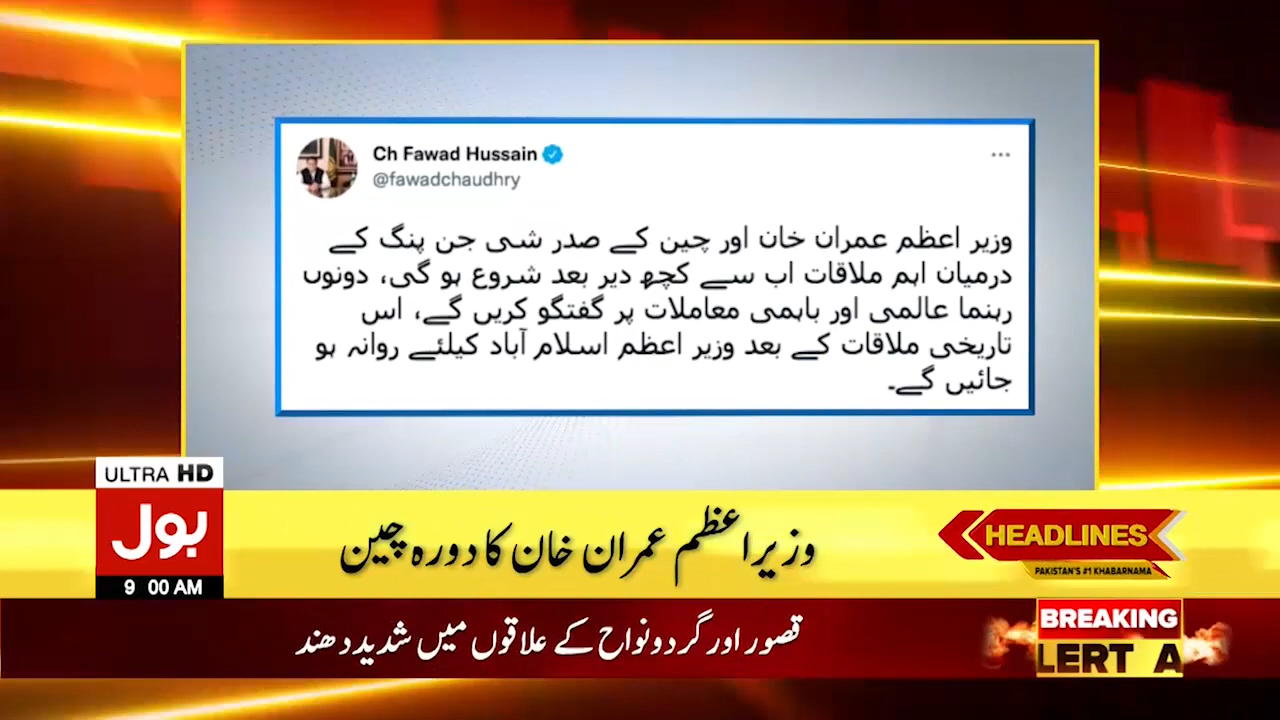 Ch Fawad Hussain
@fawadchaudhry
وزیر اعظم عمران خان اور چین کے صدر شی جن پنگ کے
درمیان اہم ملاقات اب سے کچھ دیر بعد شروع ہو گی، دونوں
رہنما عالمی اور باہمی معاملات پر گفتگو کریں گے، اس
تاریخی ملاقات کے بعد وزیر اعظم اسلام آباد کیلئے روانہ ہو
جائیں گے۔
ULTRA HD
بول
9 00 AM
وزیراعظم عمران خان کا دورہ چین
HEADLINES
PAKISTAN'S #1 KHABARNAMA
قصور اور گردونواح کے علاقوں میں شدید دھند
BREAKING
LERT A